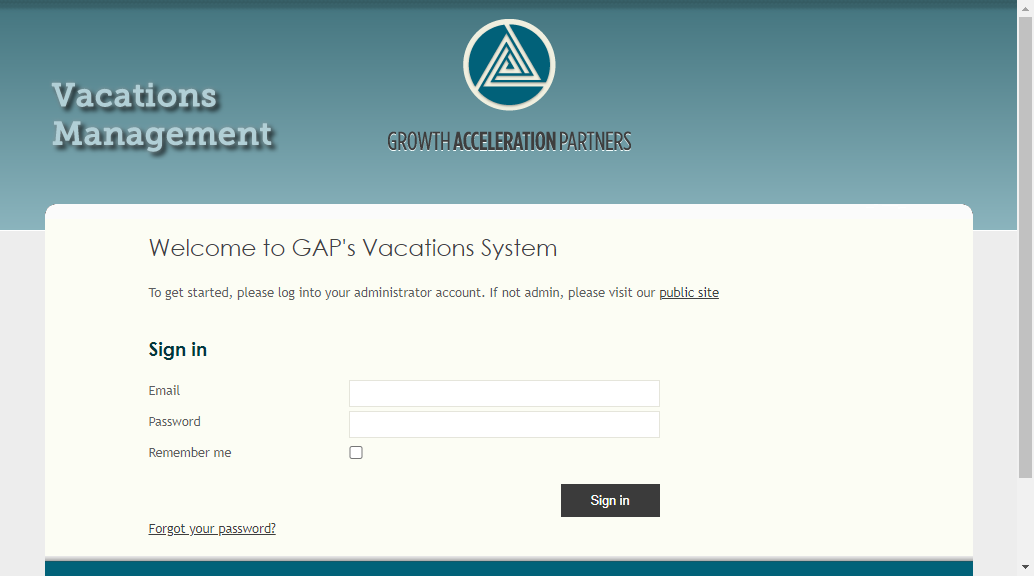 Vacations
Management
GROWTH ACCELERATION PARTNERS
Welcome to GAP's Vacations System
To get started, please log into your administrator account. If not admin, please visit our public site
Sign in
Email
Password
Remember me
Sign in
Forgot your password?